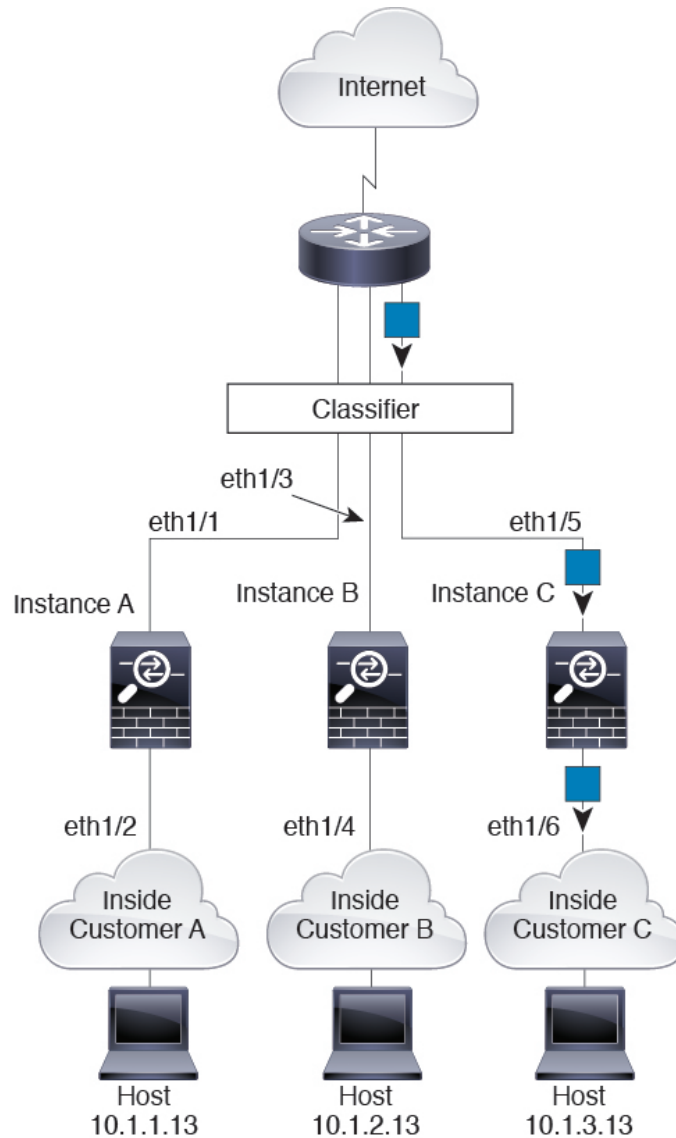 Internet
Classifier
eth1/3
eth1/1
eth1/5
Instance A
Instance B
Instance C
eth1/2
eth1/4
eth1/6
Inside
Customer A
Inside
Customer B
Inside
Customer C
Host
10.1.1.13
Host
10.1.2.13
Host
10.1.3.13